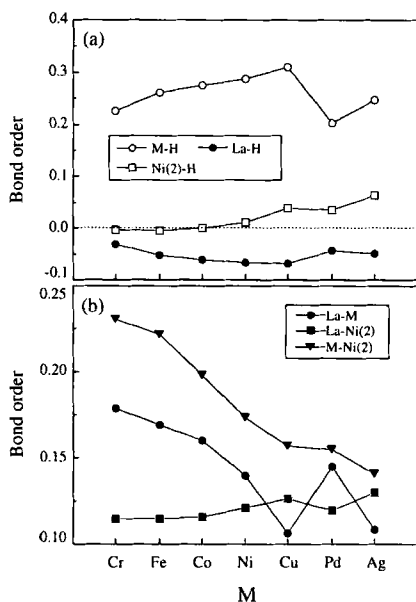 (a)
0.4
0.3
0.2
0.1
0.0
-0.1
Bond order
M-H
La-H
Ni(2)-H
(b)
0.25
0.20
0.15
0.10
Bond order
La-M
La-Ni(2)
M-Ni(2)
Cr Fe Co Ni Cu Pd Ag
M